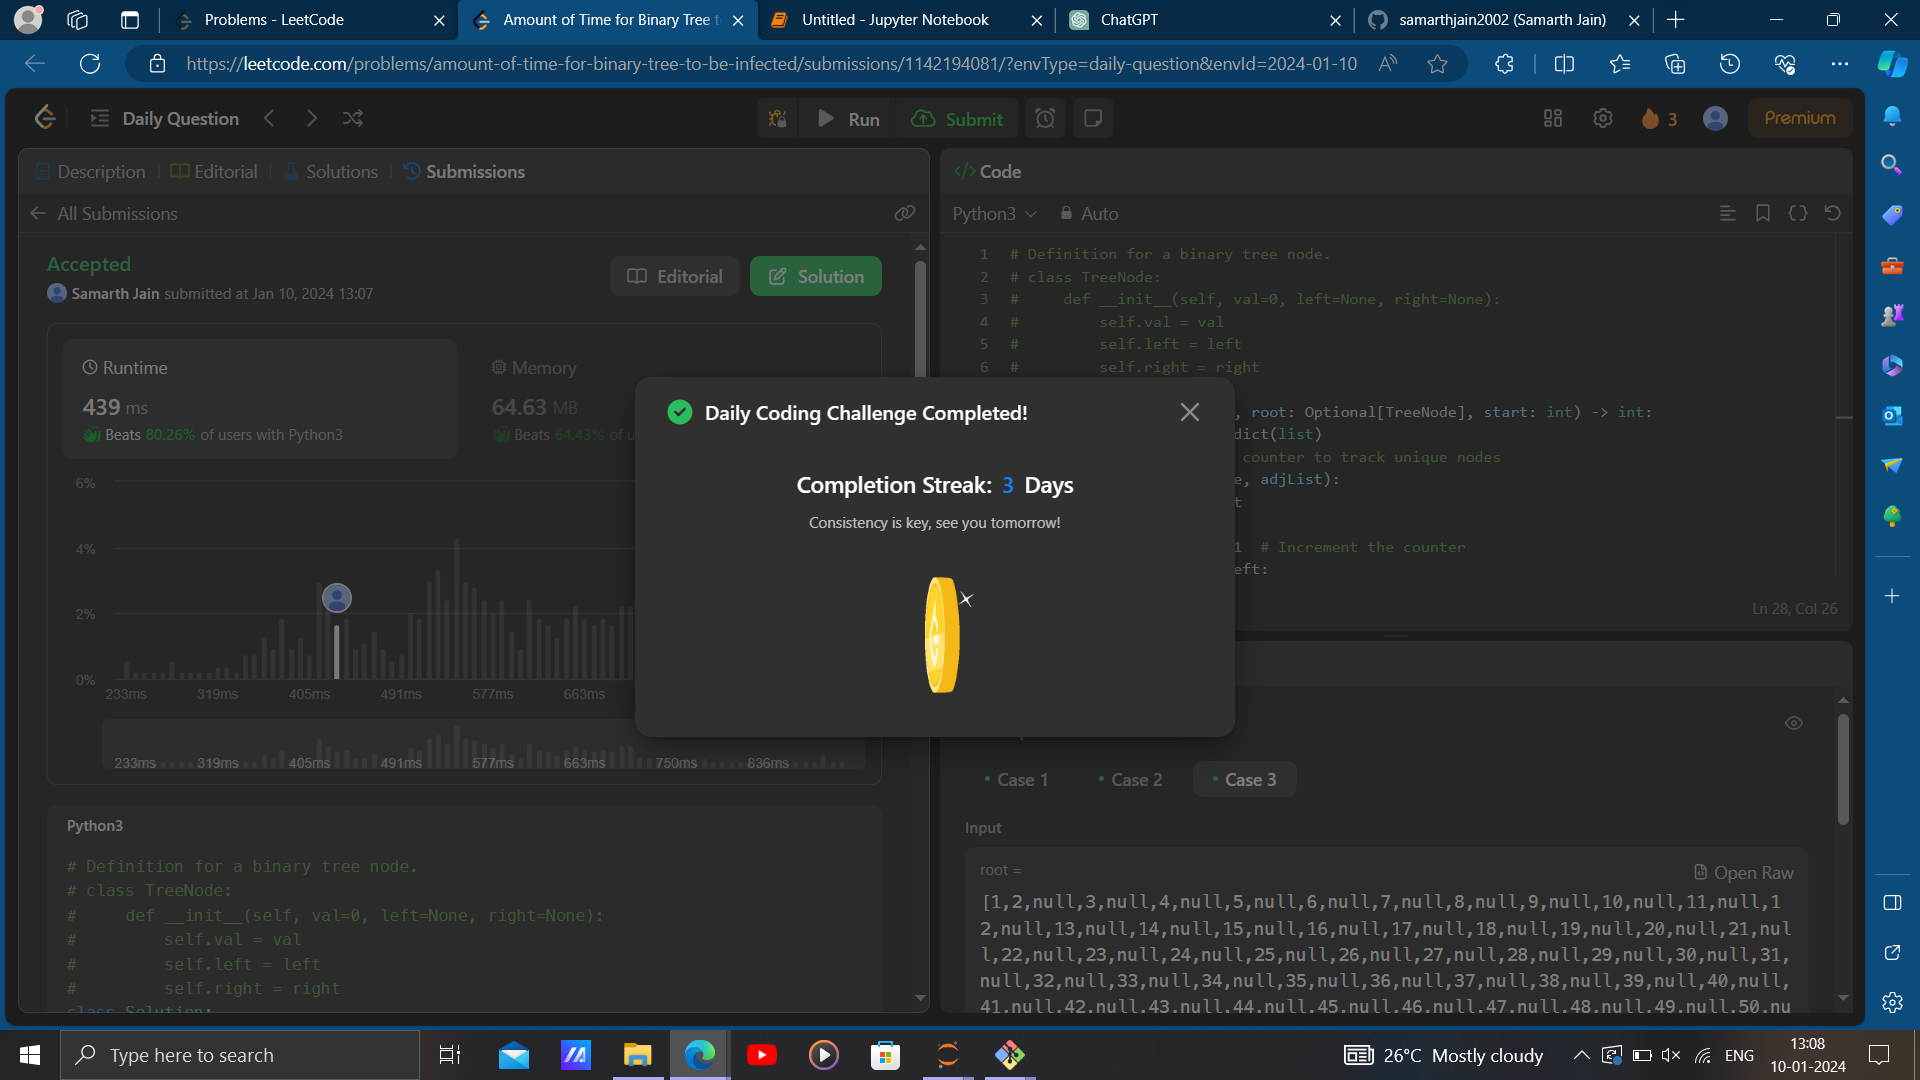 Problems - LeetCode
Amount of Time for Binary Tree t
Untitled - Jupyter Notebook
ChatGPT
samarthjain2002 (Samarth Jain)
https://leetcode.com/problems/amount-of-time-for-binary-tree-to-be-infected/submissions/1142194081/?envType=daily-question&envId=2024-01-10
Daily Question
Run
Submit
3
Premium
Description
Editorial
Solutions
Submissions
All Submissions
Accepted
Samarth Jain submitted at Jan 10, 2024 13:07
Editorial
Solution
Runtime
439 ms
Beats 80.26% of users with Python3
Memory
64.63 MB
Beats 64.43% of u
6%
4%
2%
0%
233ms 319ms 405ms 491ms 577ms 663ms
233ms 319ms 405ms 491ms 577ms 663ms 750ms 836ms
Python3
# Definition for a binary tree node.
# class TreeNode:
# def __init__(self, val=0, left=None, right=None):
# self.val = val
# self.left = left
# self.right = right
class Solution:
Daily Coding Challenge Completed!
Completion Streak: 3 Days
Consistency is key, see you tomorrow!
Code
Python3
Auto
1 # Definition for a binary tree node.
2 # class TreeNode:
3 # def __init__(self, val=0, left=None, right=None):
4 # self.val = val
5 # self.left = left
6 # self.right = right
, root: Optional[TreeNode], start: int) -> int:
dict(list)
counter to track unique nodes
e, adjList):
t
1 # Increment the counter
eft:
Ln 28, Col 26
Case 1
Case 2
Case 3
Input
root =
Open Raw
[1,2,null,3,null,4,null,5,null,6,null,7,null,8,null,9,null,10,null,11,null,1
2,null,13,null,14,null,15,null,16,null,17,null,18,null,19,null,20,null,21,nul
l,22,null,23,null,24,null,25,null,26,null,27,null,28,null,29,null,30,null,31,
null,32,null,33,null,34,null,35,null,36,null,37,null,38,null,39,null,40,null,
41,null,42,null,43,null,44,null,45,null,46,null,47,null,48,null,49,null,50,nu
Type here to search
26°C Mostly cloudy
ENG
13:08
10-01-2024